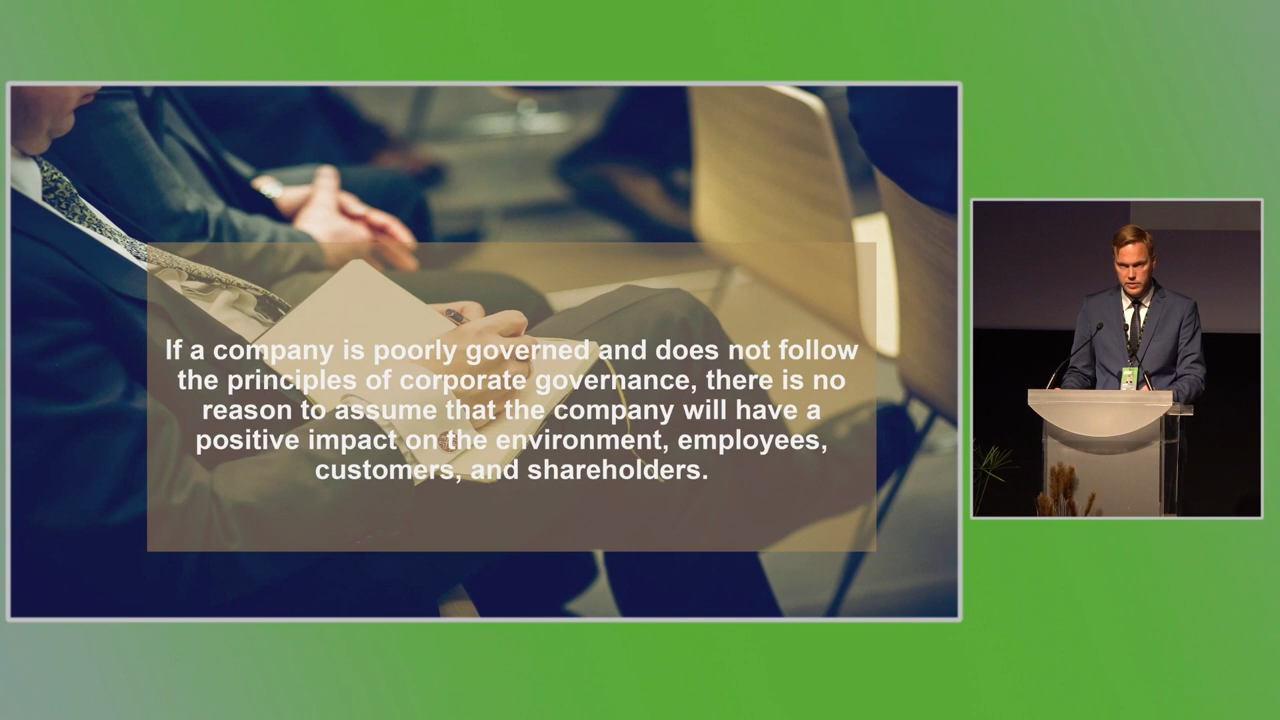 If a company is poorly governed and does not follow
the principles of corporate governance, there is no
reason to assume that the company will have a
positive impact on the environment, employees,
customers, and shareholders.